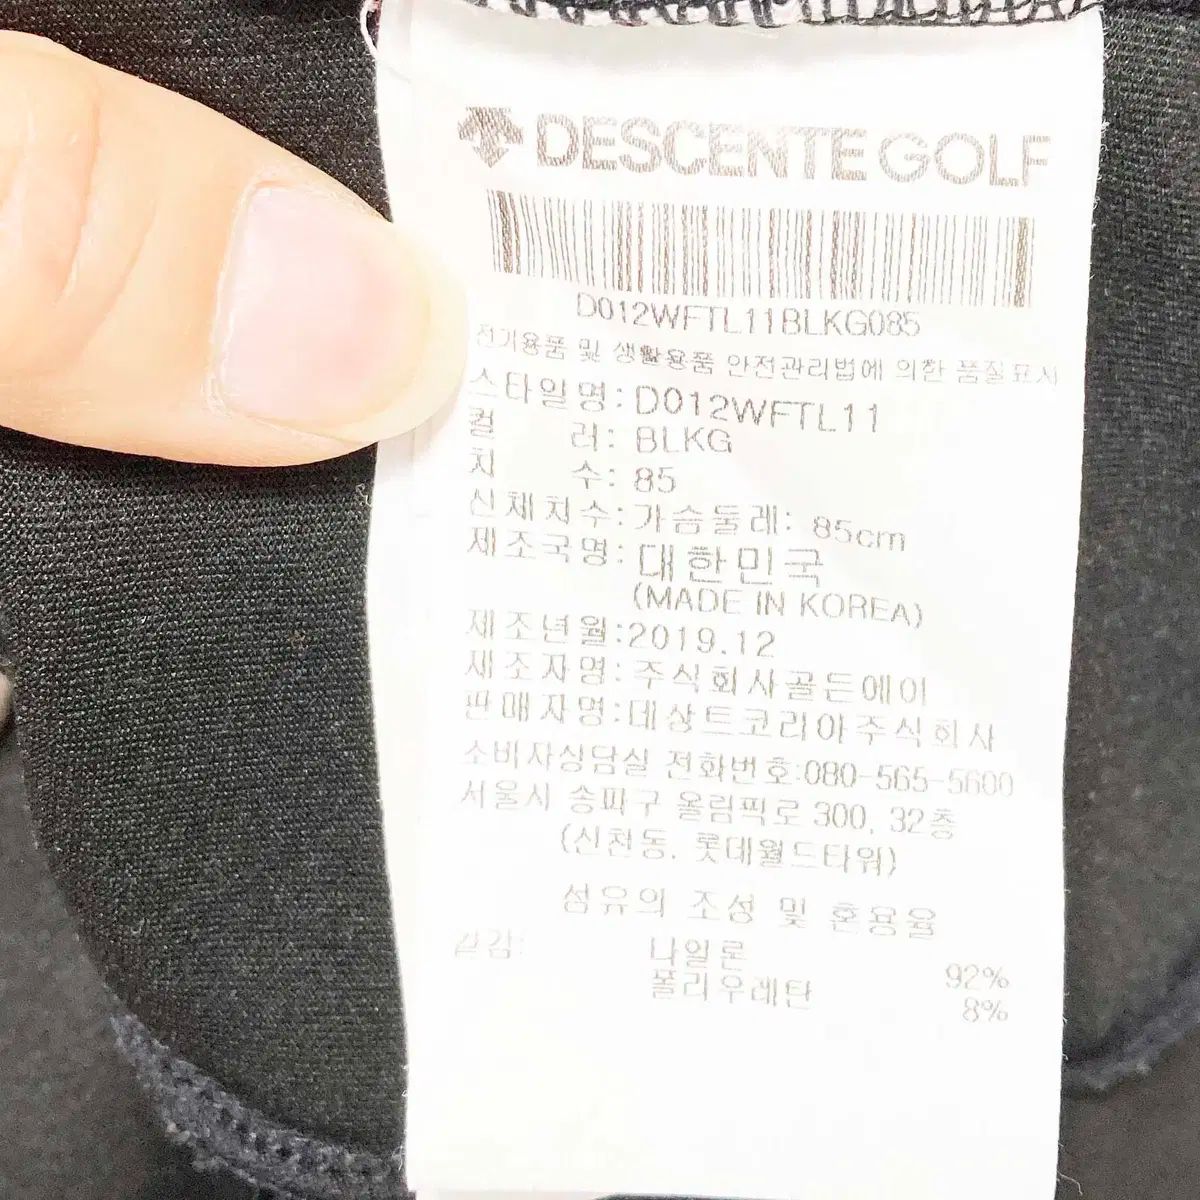 DESCENTE GOLF
D012WFTL11BLKG085
전기용품 및 생활용품 안전관리법에 의한 품질표시
스타일명: D012WFTL11
컬 러: BLKG
치 수: 85
신체치수: 가슴둘레: 85cm
제조국명: 대한민국
(MADE IN KOREA)
제조년월: 2019.12
제조자명: 주식회사골든에이
판매자명: 데상트코리아주식회사
소비자상담실 전화번호: 080-565-5600
서울시 송파구 올림픽로 300, 32층
(신천동, 롯데월드타워)
섬유의 조성 및 혼용율
겉감: 나일론 92%
폴리우레탄 8%